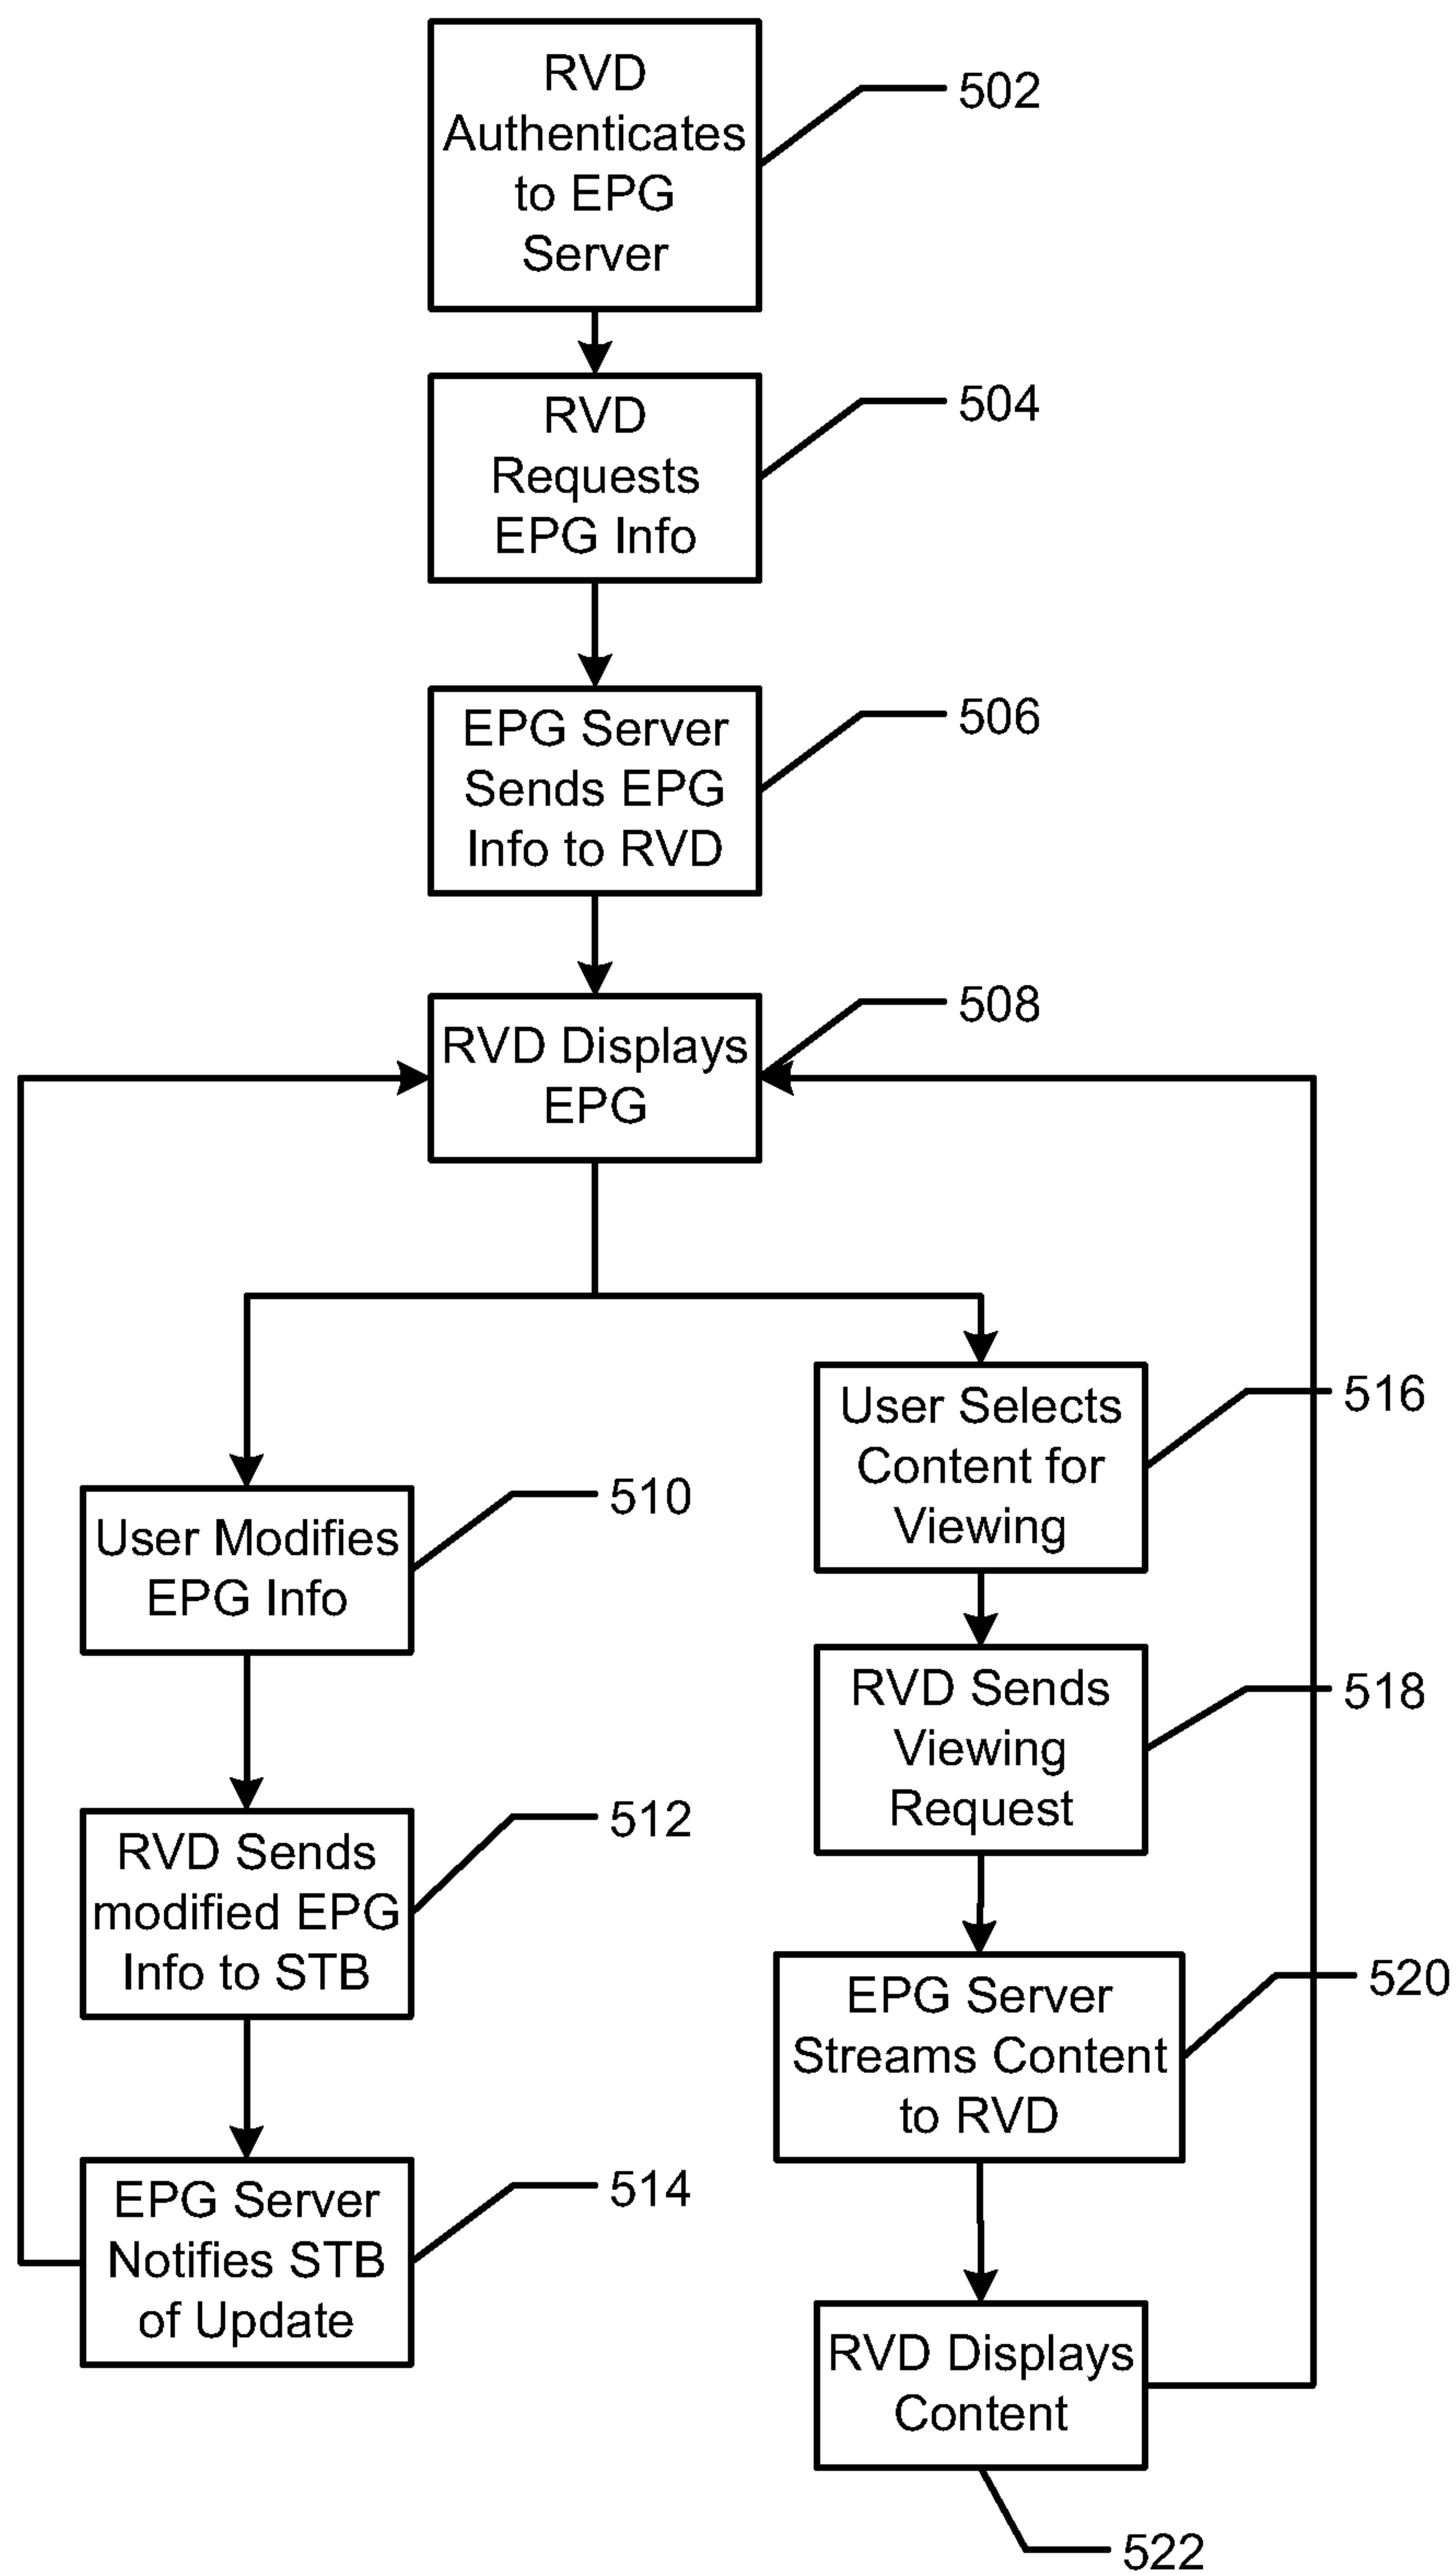 RVD
Authenticates
to EPG
Server
502
RVD
Requests
EPG Info
504
EPG Server
Sends EPG
Info to RVD
506
RVD Displays
EPG
508
User Modifies
EPG Info
510
RVD Sends
modified EPG
Info to STB
512
EPG Server
Notifies STB
of Update
514
User Selects
Content for
Viewing
516
RVD Sends
Viewing
Request
518
EPG Server
Streams Content
to RVD
520
RVD Displays
Content
522